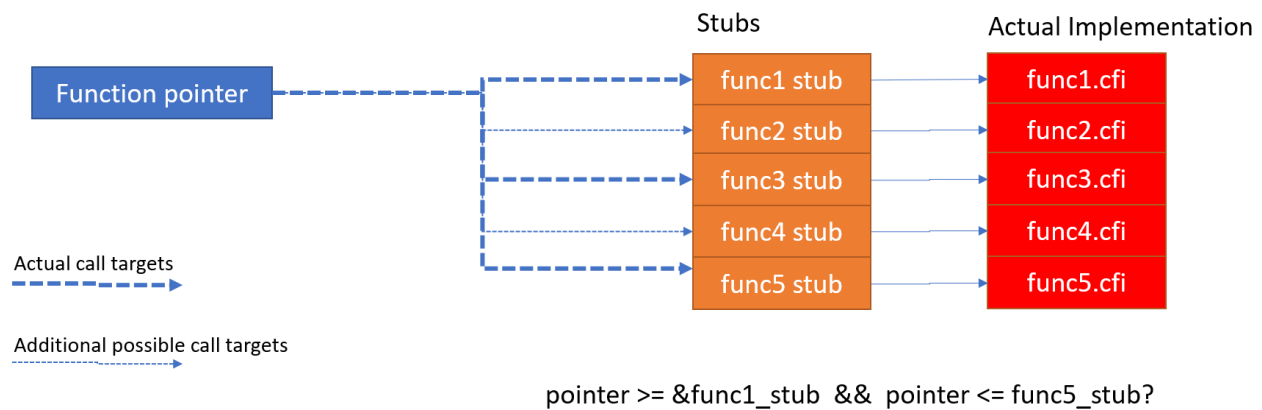 Stubs
Actual Implementation
Function pointer
func1 stub
func1.cfi
func2 stub
func2.cfi
func3 stub
func3.cfi
func4 stub
func4.cfi
func5 stub
func5.cfi
Actual call targets
Additional possible call targets
pointer >= &func1_stub && pointer <= func5_stub?